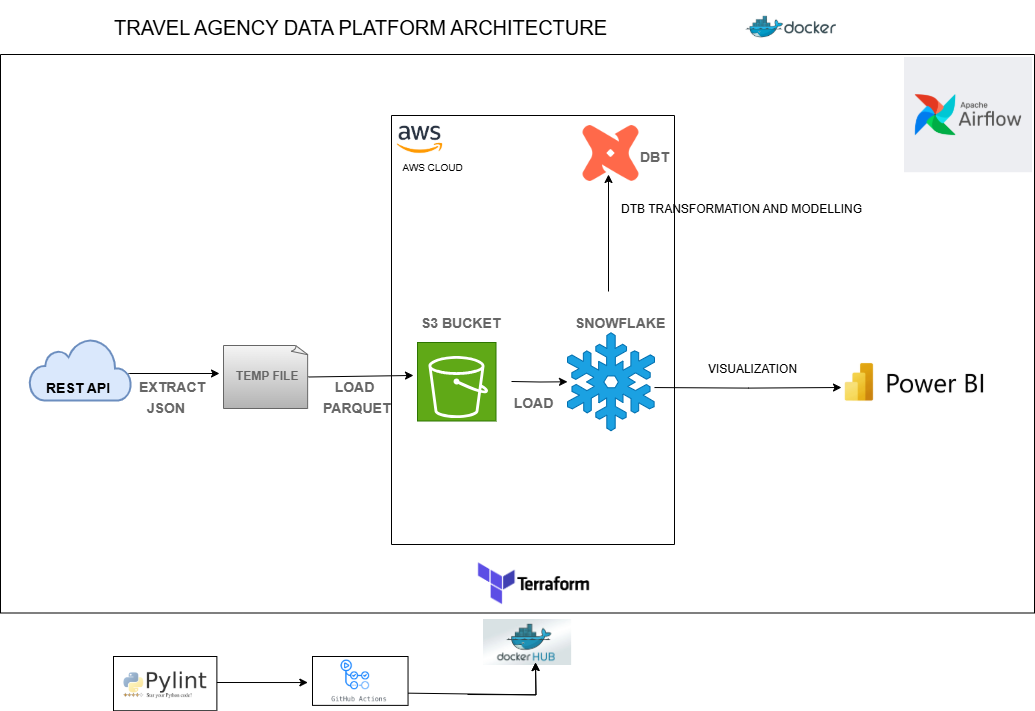 TRAVEL AGENCY DATA PLATFORM ARCHITECTURE
docker
Apache
Airflow
aws
AWS CLOUD
DBT
DTB TRANSFORMATION AND MODELLING
S3 BUCKET
SNOWFLAKE
REST API
EXTRACT
JSON
TEMP FILE
LOAD
PARQUET
LOAD
VISUALIZATION
Power BI
Terraform
docker HUB
Pylint
Star your Python code!
GitHub Actions